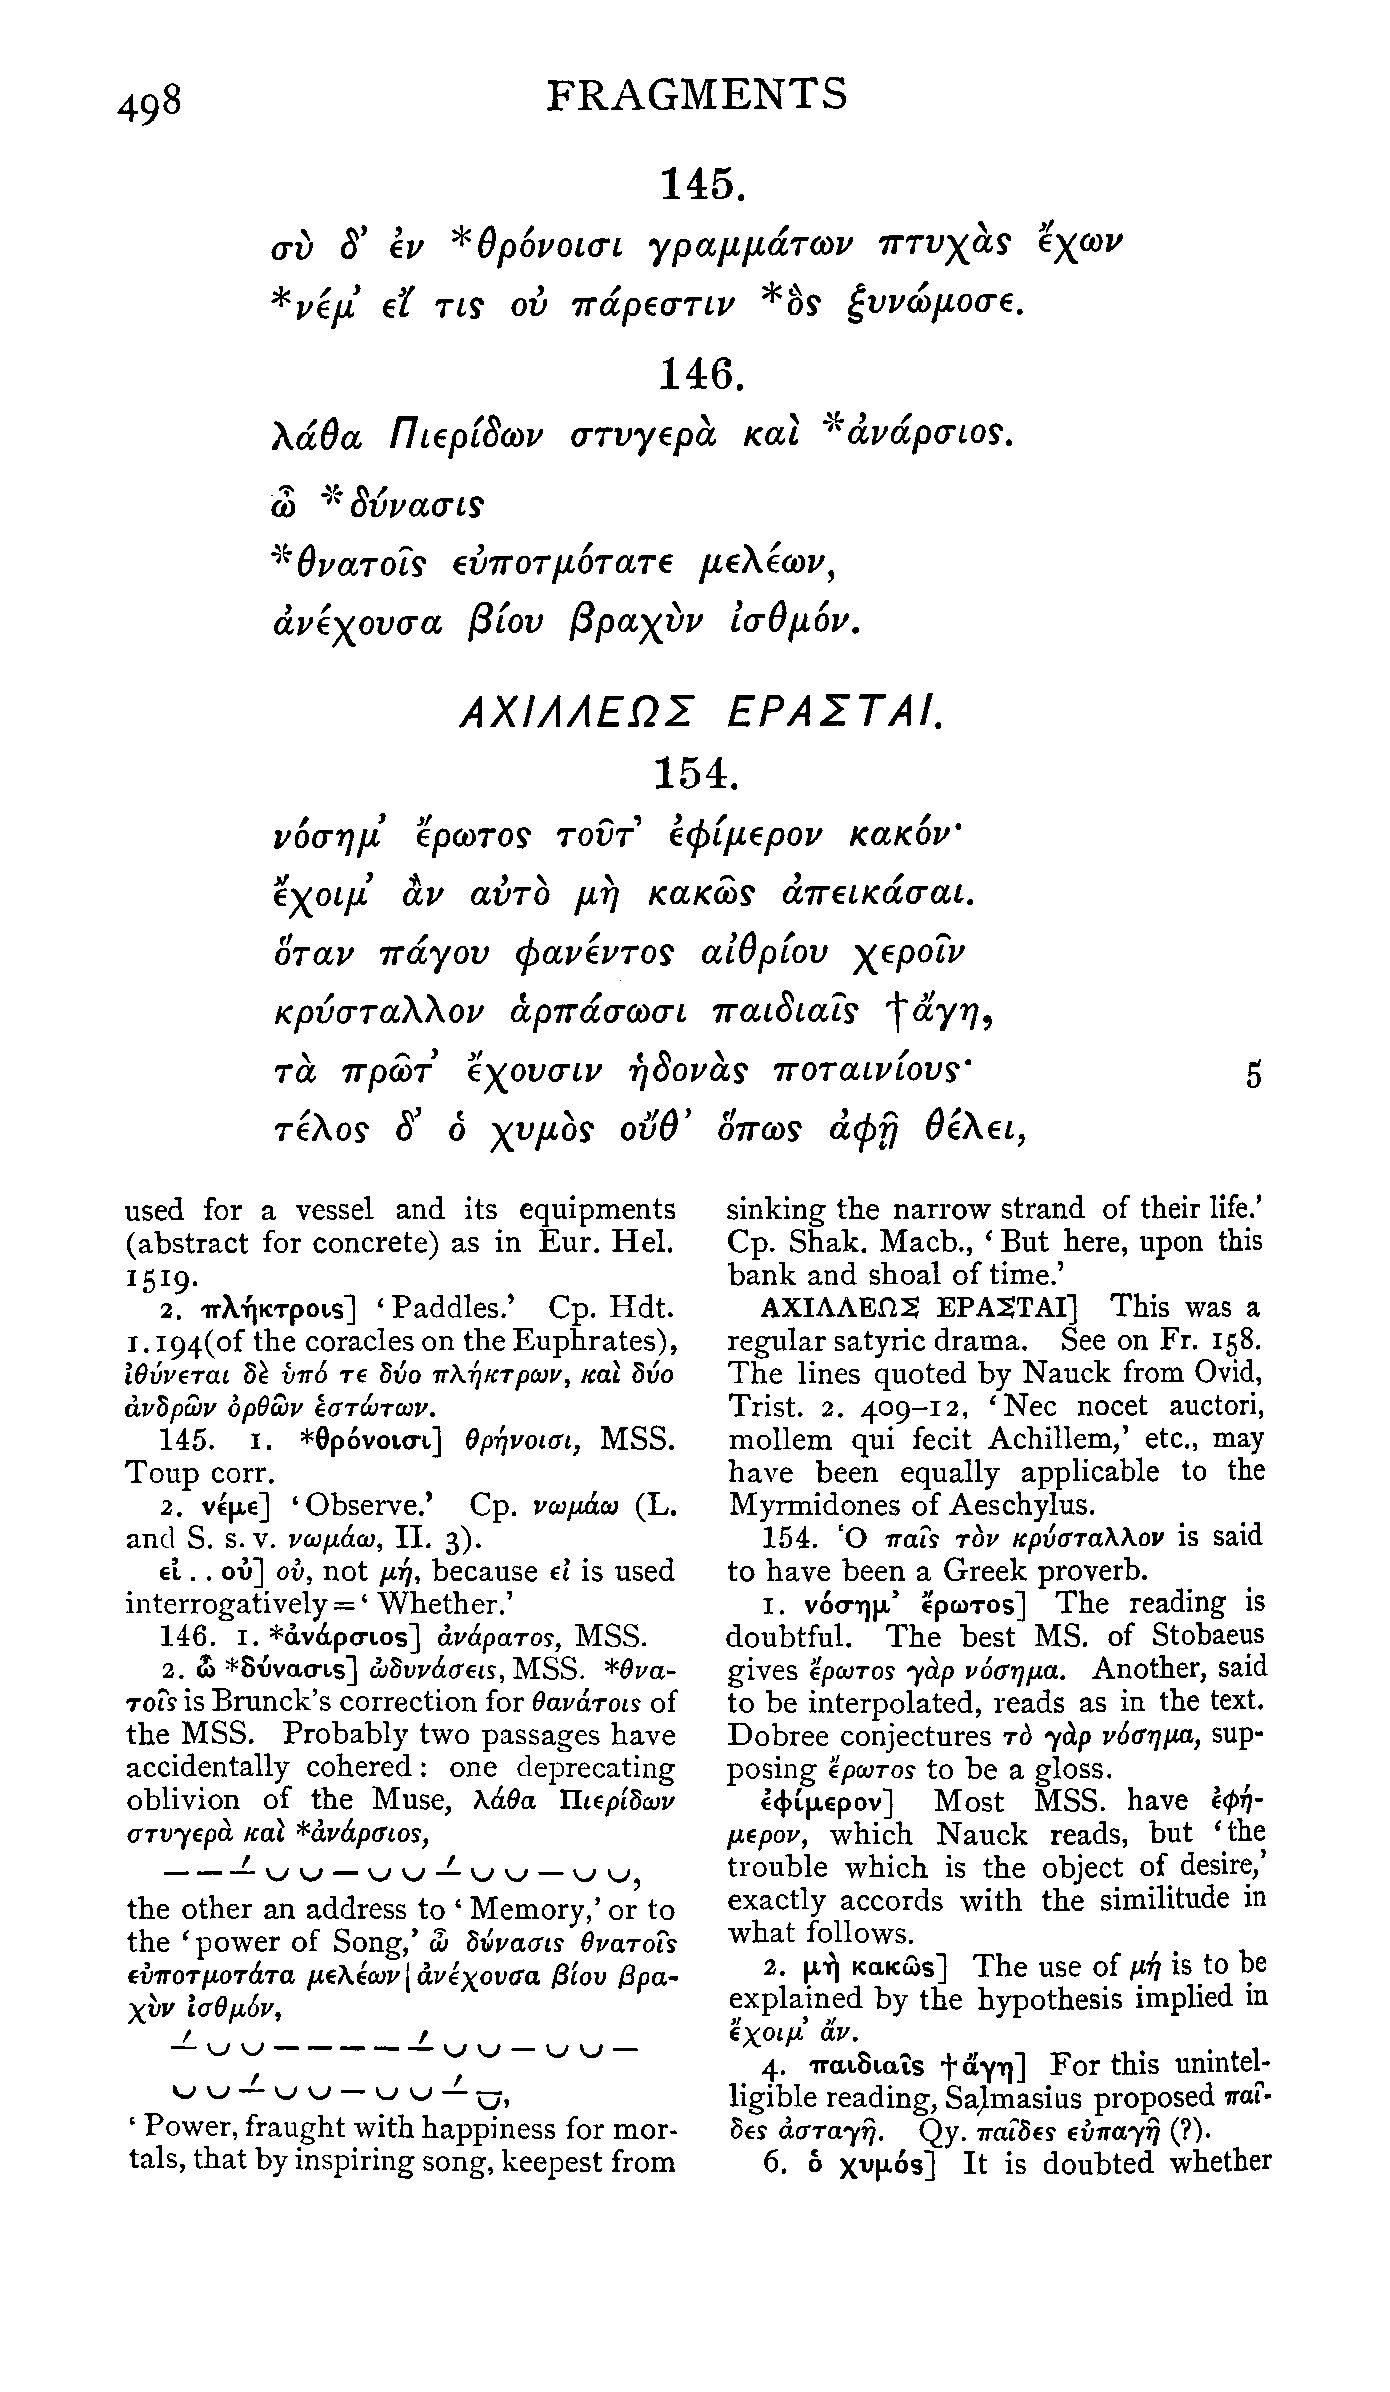 498
FRAGMENTS
145.
σὺ δ’ ἐν *θρόνοισι γραμμάτων πτυχὰς ἔχων
*νέμ’ εἴ τις οὐ πάρεστιν *ὃς ξυνώμοσε.
146.
λάθα Πιερίδων στυγερὰ καὶ *ἀνάρσιος.
ὦ *δύνασις
*θνατοῖς εὐποτμότατε μελέων,
ἀνέχουσα βίου βραχὺν ἰσθμόν.
ΑΧΙΛΛΕΩΣ ΕΡΑΣΤΑΙ.
154.
νόσημ’ ἔρωτος τοῦτ’ ἐφίμερον κακόν·
ἔχοιμ’ ἂν αὐτὸ μὴ κακῶς ἀπεικάσαι.
ὅταν πάγου φανέντος αἰθρίου χεροῖν
κρύσταλλον ἁρπάσωσι παιδιαῖς †ἄγη,
τὰ πρῶτ’ ἔχουσιν ἡδονὰς ποταινίους· 5
τέλος δ’ ὁ χυμὸς οὔθ’ ὅπως ἀφῇ θέλει,
used for a vessel and its equipments
(abstract for concrete) as in Eur. Hel.
1519.
2. πλήκτροις] ‘Paddles.’ Cp. Hdt.
1.194(of the coracles on the Euphrates),
ἰθύνεται δὲ ὑπό τε δύο πλήκτρων, καὶ δύο
ἀνδρῶν ὀρθῶν ἑστώτων.
145. 1. *θρόνοισι] θρήνοισι, MSS.
Toup corr.
2. νέμε] ‘Observe.’ Cp. νωμάω (L.
and S. s. v. νωμάω, II. 3).
εἰ . . οὐ] οὐ, not μή, because εἰ is used
interrogatively = ‘Whether.’
146. 1. *ἀνάρσιος] ἀνάρατος, MSS.
2. ὦ *δύνασις] ὠδυνάσεις, MSS. *θνα-
τοῖς is Brunck’s correction for θανάτοις of
the MSS. Probably two passages have
accidentally cohered: one deprecating
oblivion of the Muse, λάθα Πιερίδων
στυγερὰ καὶ *ἀνάρσιος,
– – –́ ⏑ ⏑ – ⏑ ⏑ –́ ⏑ ⏑ – ⏑ ⏑,
the other an address to ‘Memory,’ or to
the ‘power of Song,’ ὦ δύνασις θνατοῖς
εὐποτμοτάτα μελέων | ἀνέχουσα βίου βρα-
χὺν ἰσθμόν,
–́ ⏑ ⏑ – – – – –́ ⏑ ⏑ – ⏑ ⏑ –
⏑ ⏑ –́ ⏑ ⏑ – ⏑ ⏑ –́ ⏓,
‘Power, fraught with happiness for mor-
tals, that by inspiring song, keepest from
sinking the narrow strand of their life.’
Cp. Shak. Macb., ‘But here, upon this
bank and shoal of time.’
ΑΧΙΛΛΕΩΣ ΕΡΑΣΤΑΙ] This was a
regular satyric drama. See on Fr. 158.
The lines quoted by Nauck from Ovid,
Trist. 2. 409–12, ‘Nec nocet auctori,
mollem qui fecit Achillem,’ etc., may
have been equally applicable to the
Myrmidones of Aeschylus.
154. Ὁ παῖς τὸν κρύσταλλον is said
to have been a Greek proverb.
1. νόσημ’ ἔρωτος] The reading is
doubtful. The best MS. of Stobaeus
gives ἔρωτος γὰρ νόσημα. Another, said
to be interpolated, reads as in the text.
Dobree conjectures τὸ γὰρ νόσημα, sup-
posing ἔρωτος to be a gloss.
ἐφίμερον] Most MSS. have ἐφή-
μερον, which Nauck reads, but ‘the
trouble which is the object of desire,’
exactly accords with the similitude in
what follows.
2. μὴ κακῶς] The use of μή is to be
explained by the hypothesis implied in
ἔχοιμ’ ἄν.
4. παιδιαῖς †ἄγη] For this unintel-
ligible reading, Salmasius proposed παῖ-
δες ἀσταγῆ. Qy. παῖδες εὐπαγῆ (?).
6. ὁ χυμός] It is doubted whether